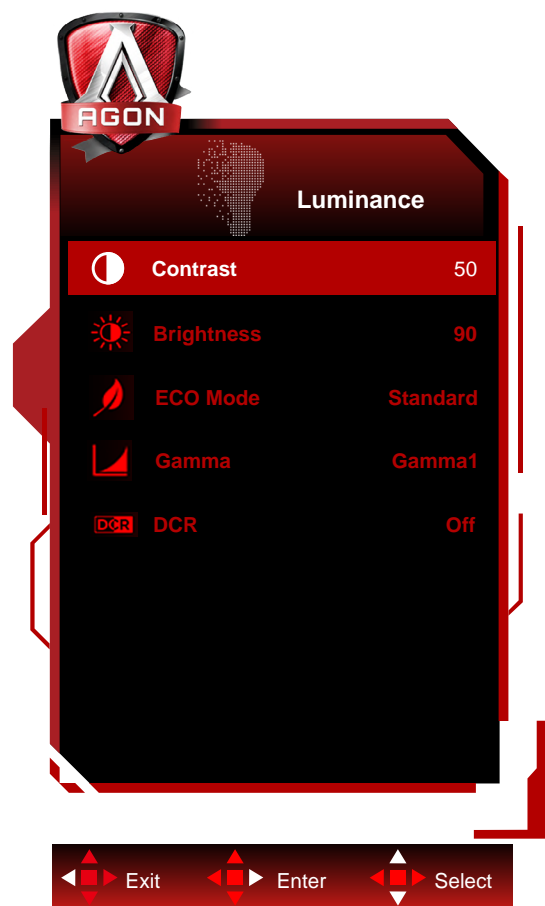 AGON
Luminance
Contrast 50
Brightness 90
ECO Mode Standard
Gamma Gamma1
DCR DCR Off
Exit Enter Select